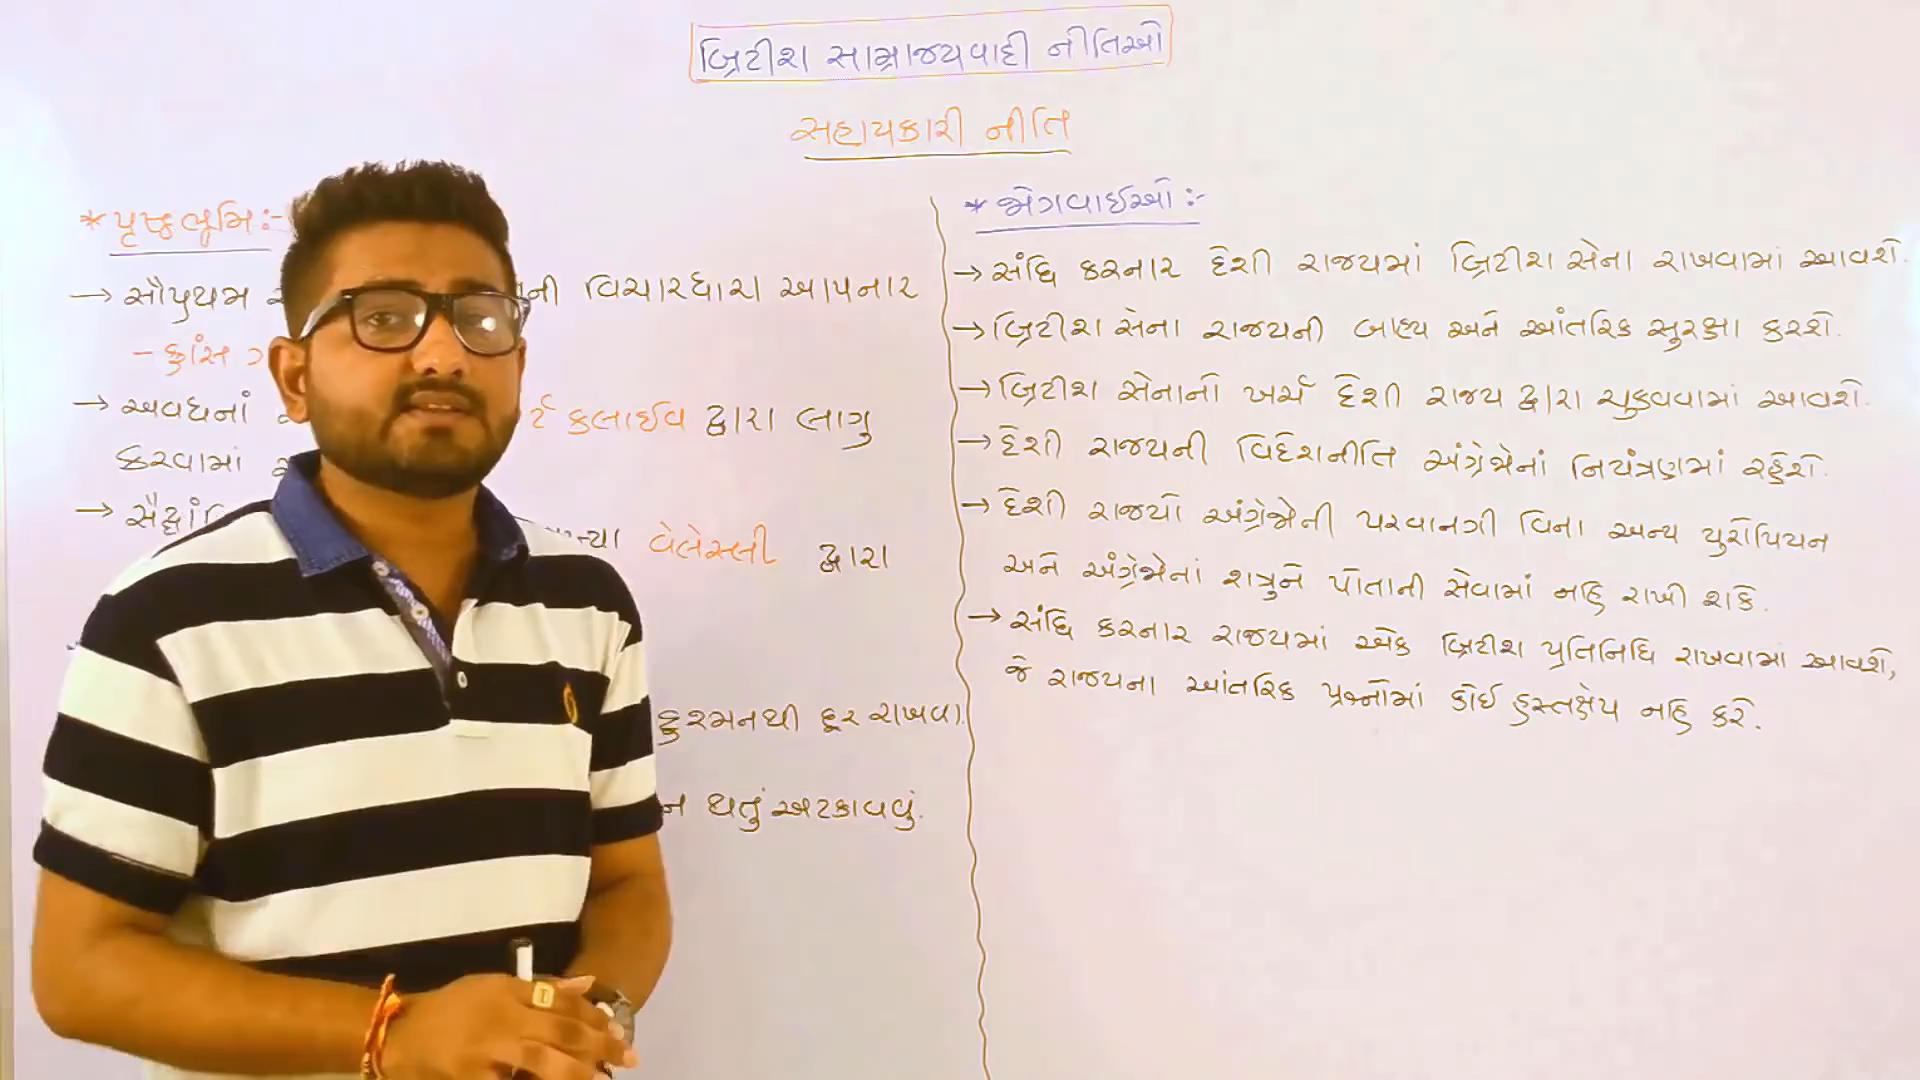 બ્રિટીશ સામ્રાજ્યવાદી નીતિઓ
સહાયકારી નીતિ
* પૃષ્ઠભૂમિ :-
→ સૌપ્રથમ
ની વિચારધારા આપનાર
- ફ્રાંસ
→ અવધનાં
ર્ટ ક્લાઈવ દ્વારા લાગુ
કરવામાં
→ સૈદ્ધાંતિ
વેલેસ્લી દ્વારા
દુશ્મનથી દૂર રાખવા.
ન થતું અટકાવવું.
* જોગવાઈઓ :-
→ સંધિ કરનાર દેશી રાજ્યમાં બ્રિટીશ સેના રાખવામાં આવશે.
→ બ્રિટીશ સેના રાજ્યની બાહ્ય અને આંતરિક સુરક્ષા કરશે.
→ બ્રિટીશ સેનાનો ખર્ચ દેશી રાજ્ય દ્વારા ચુકવવામાં આવશે.
→ દેશી રાજ્યની વિદેશનીતિ અંગ્રેજોનાં નિયંત્રણમાં રહેશે.
→ દેશી રાજ્યો અંગ્રેજોની પરવાનગી વિના અન્ય યુરોપિયન
અને અંગ્રેજોનાં શત્રુને પોતાની સેવામાં નહિ રાખી શકે.
→ સંધિ કરનાર રાજ્યમાં એક બ્રિટીશ પ્રતિનિધિ રાખવામાં આવશે,
જે રાજ્યના આંતરિક પ્રશ્નોમાં કોઈ હસ્તક્ષેપ નહિ કરે.